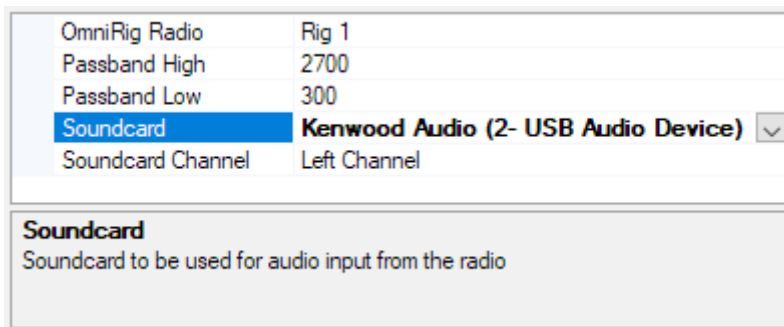 OmniRig Radio Rig 1
Passband High 2700
Passband Low 300
Soundcard Kenwood Audio (2- USB Audio Device)
Soundcard Channel Left Channel
Soundcard
Soundcard to be used for audio input from the radio